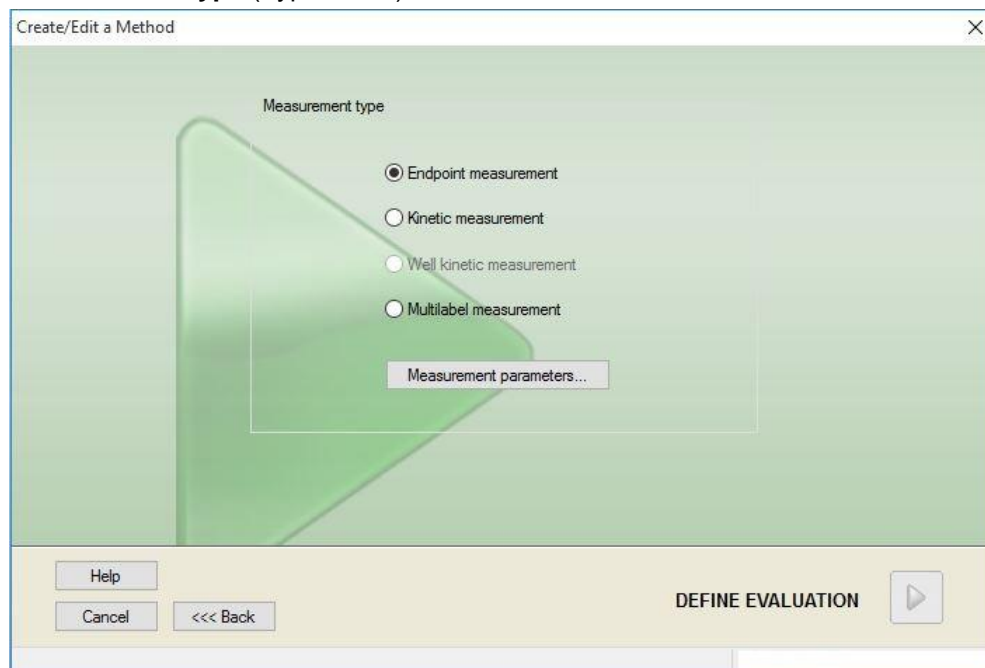 Create/Edit a Method
Measurement type
Endpoint measurement
Kinetic measurement
Well kinetic measurement
Multilabel measurement
Measurement parameters...
Help
Cancel
<<< Back
DEFINE EVALUATION